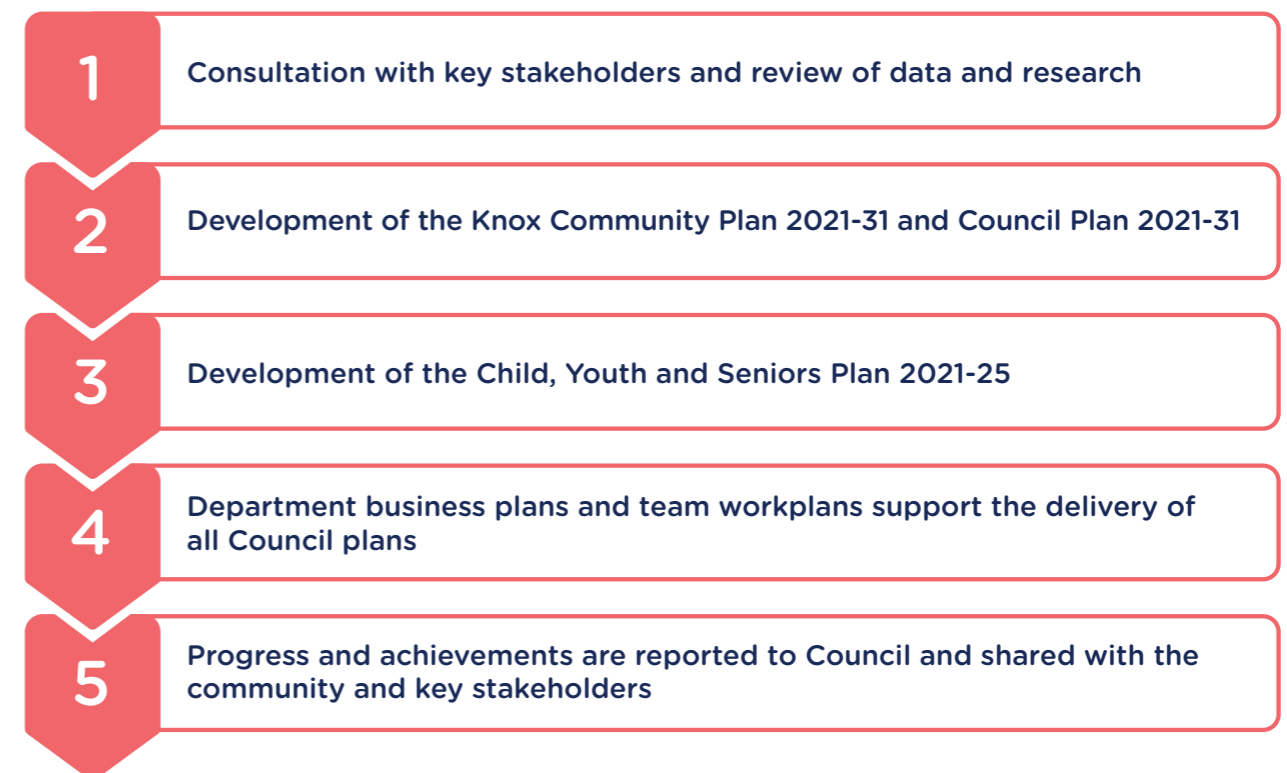 1
Consultation with key stakeholders and review of data and research
2
Development of the Knox Community Plan 2021-31 and Council Plan 2021-31
3
Development of the Child, Youth and Seniors Plan 2021-25
4
Department business plans and team workplans support the delivery of
all Council plans
5
Progress and achievements are reported to Council and shared with the
community and key stakeholders